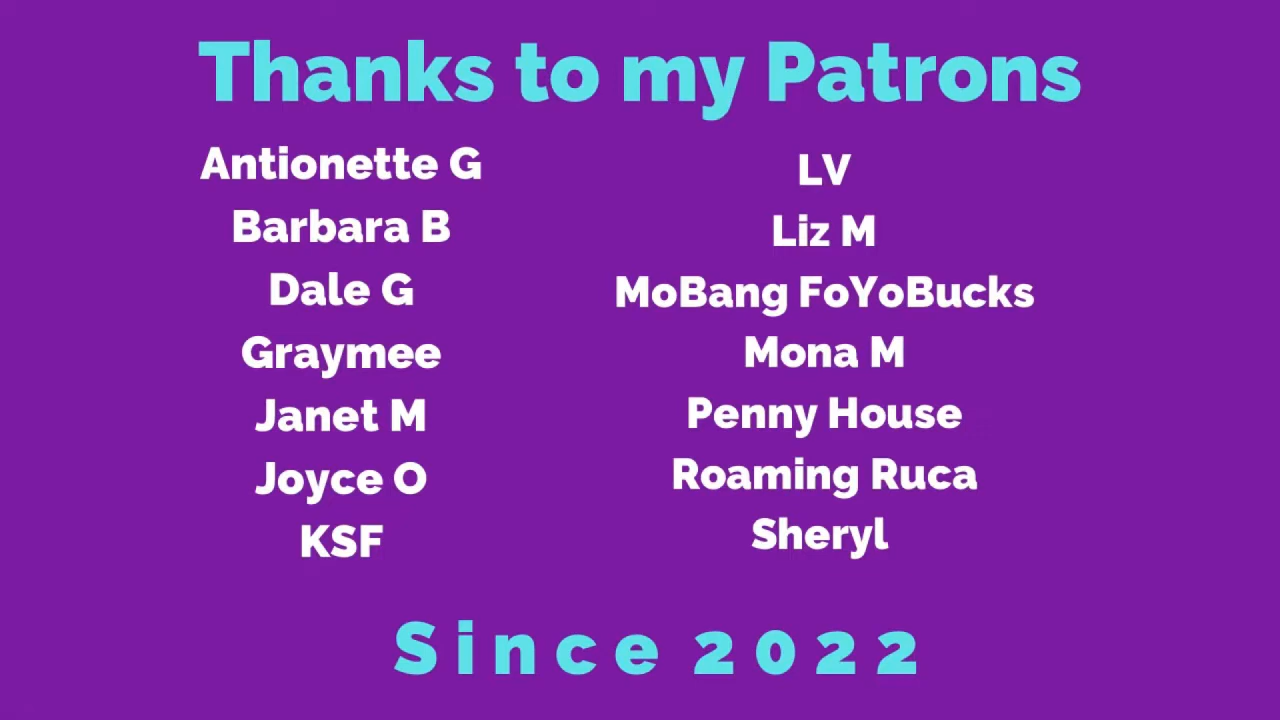 Thanks to my Patrons
Antionette G
Barbara B
Dale G
Graymee
Janet M
Joyce O
KSF
LV
Liz M
MoBang FoYoBucks
Mona M
Penny House
Roaming Ruca
Sheryl
Since 2022